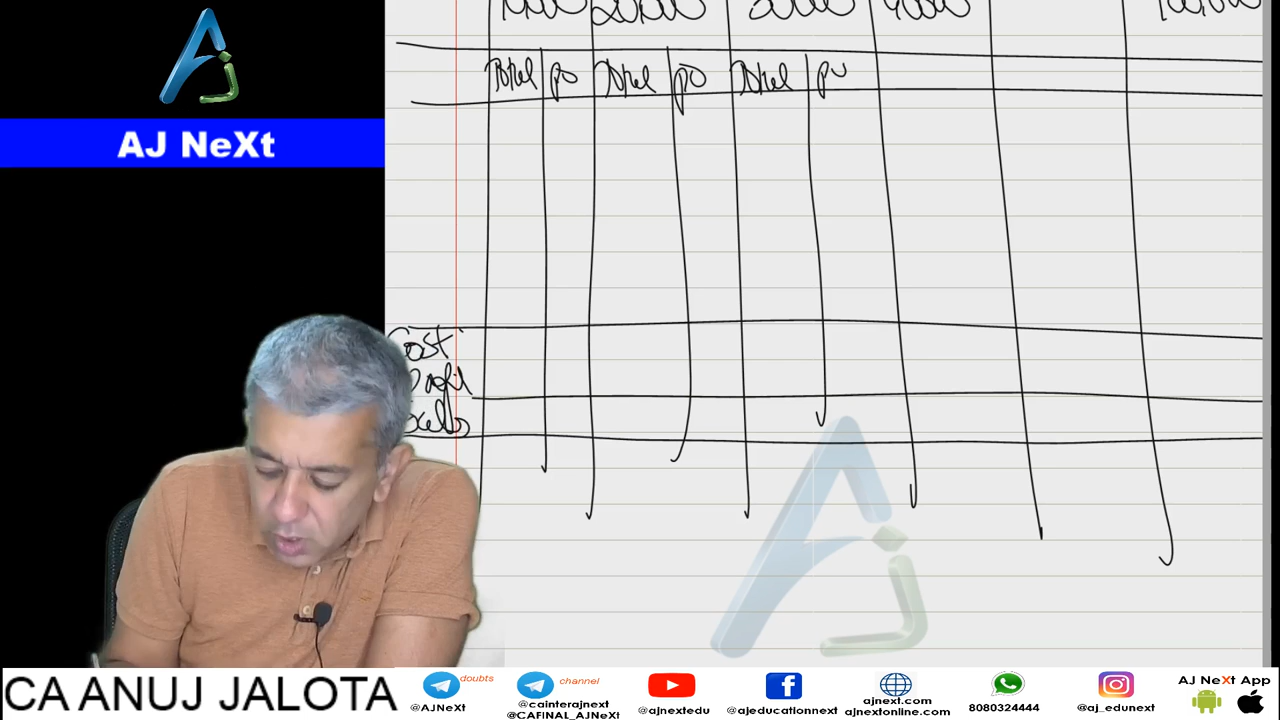 AJ NeXt
Total | pu | Total | pu | Total | pu
Cost
Profit
Sales
CA ANUJ JALOTA
doubts
@AJNeXt
channel
@cainterajnext
@CAFINAL_AJNeXt
@ajnextedu
@ajeducationnext
ajnext.com
ajnextonline.com
8080324444
@aj_edunext
AJ NeXt App